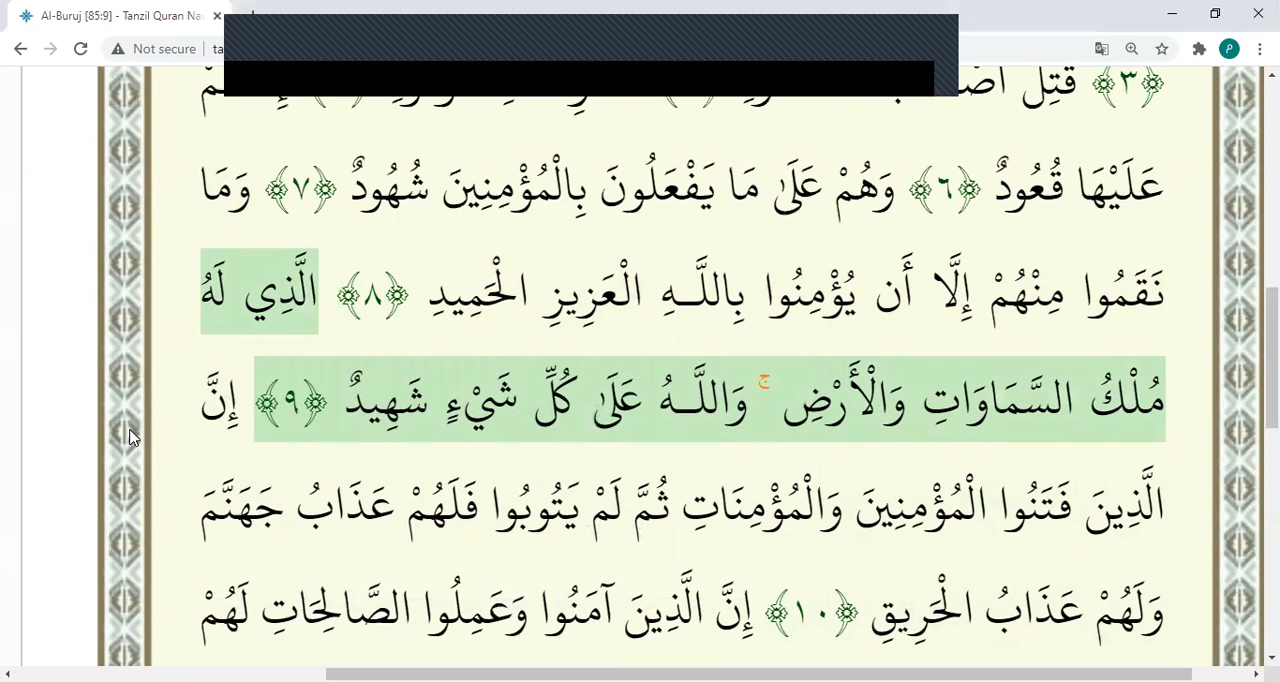 Al-Buruj [85:9] - Tanzil Quran Na
Not secure
ta
P
﴿٣﴾ قُتِلَ
عَلَيْهَا قُعُودٌ ﴿٦﴾ وَهُمْ عَلَىٰ مَا يَفْعَلُونَ بِالْمُؤْمِنِينَ شُهُودٌ ﴿٧﴾ وَمَا
نَقَمُوا مِنْهُمْ إِلَّا أَن يُؤْمِنُوا بِاللَّـهِ الْعَزِيزِ الْحَمِيدِ ﴿٨﴾ الَّذِي لَهُ
مُلْكُ السَّمَاوَاتِ وَالْأَرْضِ ۚ وَاللَّـهُ عَلَىٰ كُلِّ شَيْءٍ شَهِيدٌ ﴿٩﴾ إِنَّ
الَّذِينَ فَتَنُوا الْمُؤْمِنِينَ وَالْمُؤْمِنَاتِ ثُمَّ لَمْ يَتُوبُوا فَلَهُمْ عَذَابُ جَهَنَّمَ
وَلَهُمْ عَذَابُ الْحَرِيقِ ﴿١٠﴾ إِنَّ الَّذِينَ آمَنُوا وَعَمِلُوا الصَّالِحَاتِ لَهُمْ